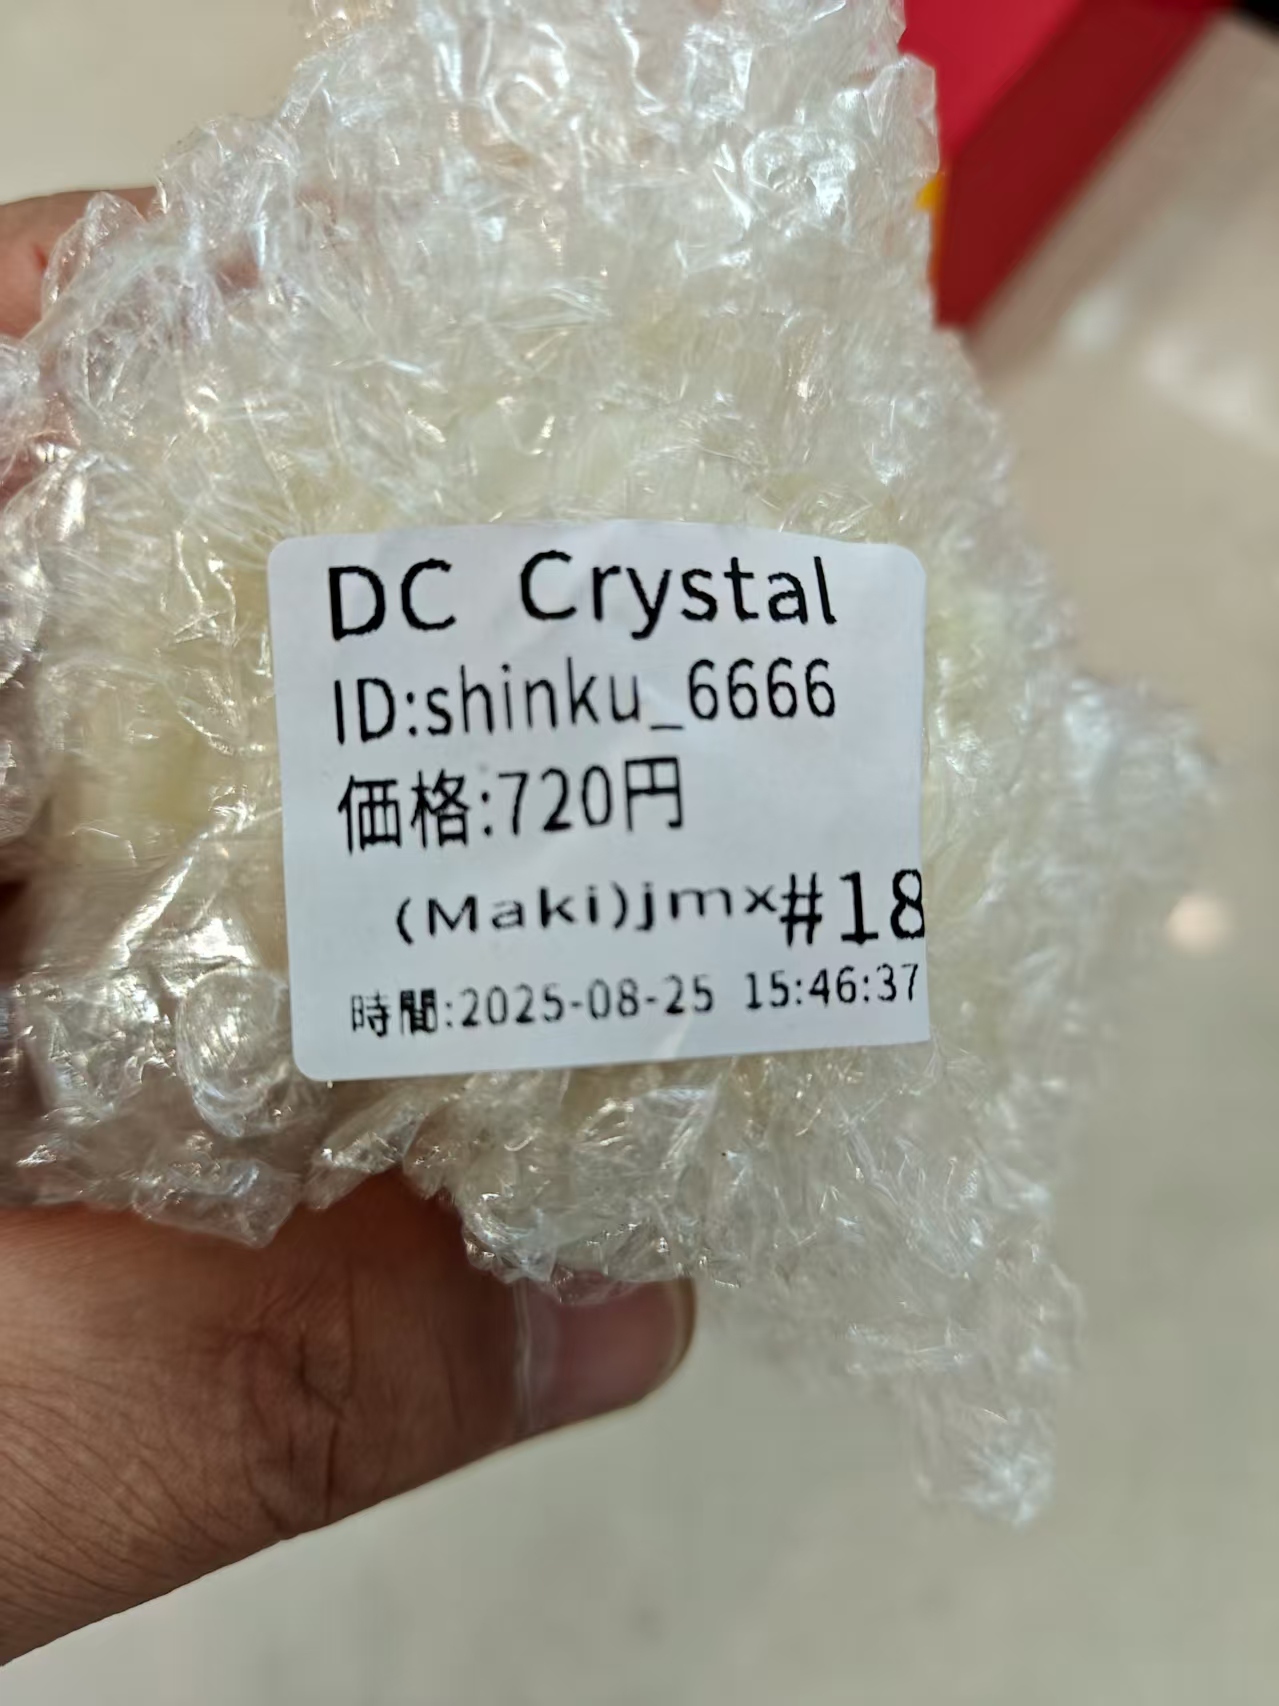 DC Crystal
ID:shinku_6666
価格:720円
(Maki)jmx#18
時間:2025-08-25 15:46:37